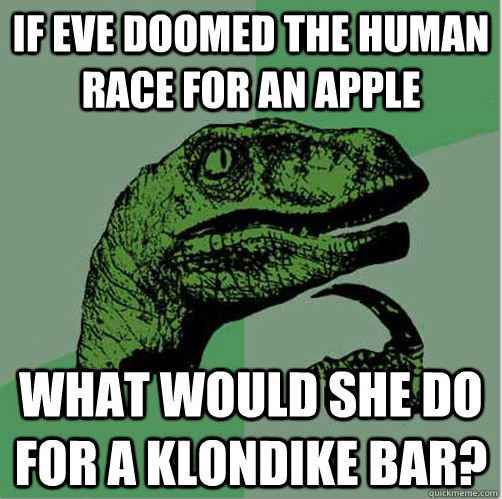 IF EVE DOOMED THE HUMAN
RACE FOR AN APPLE
WHAT WOULD SHE DO
FOR A KLONDIKE BAR?
quickmeme.com